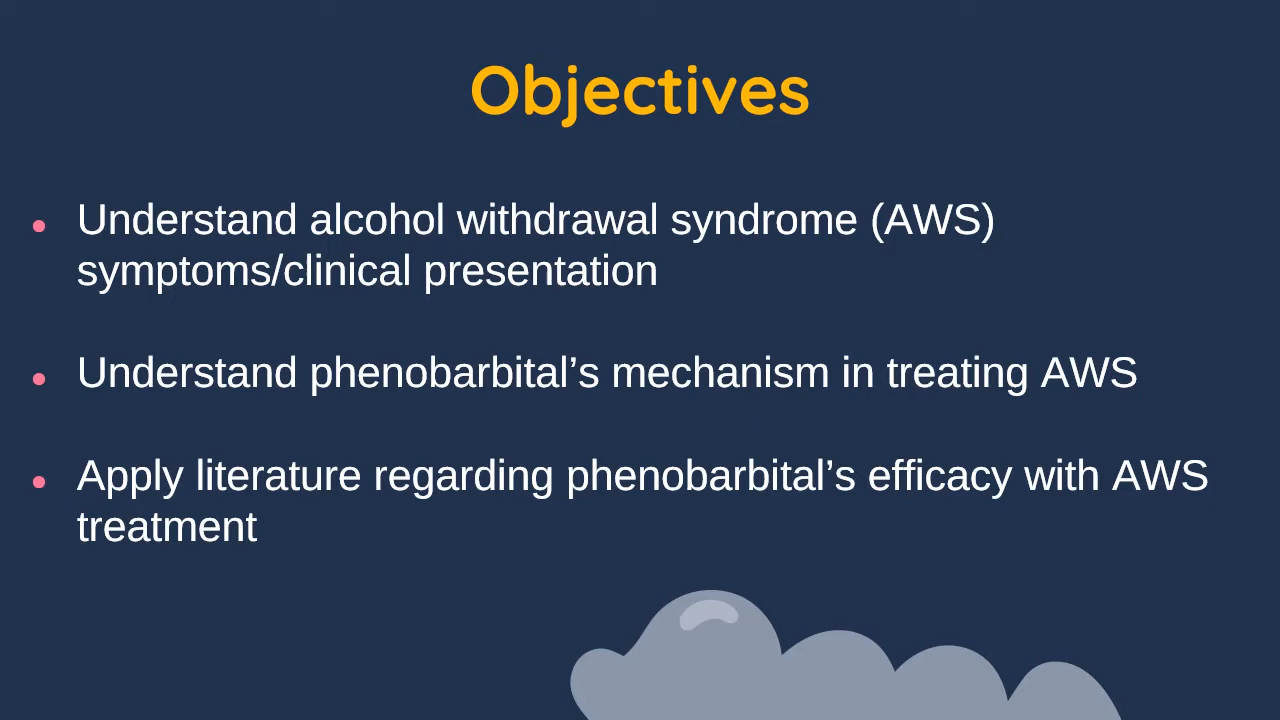 Objectives
Understand alcohol withdrawal syndrome (AWS)
symptoms/clinical presentation
Understand phenobarbital’s mechanism in treating AWS
Apply literature regarding phenobarbital’s efficacy with AWS
treatment